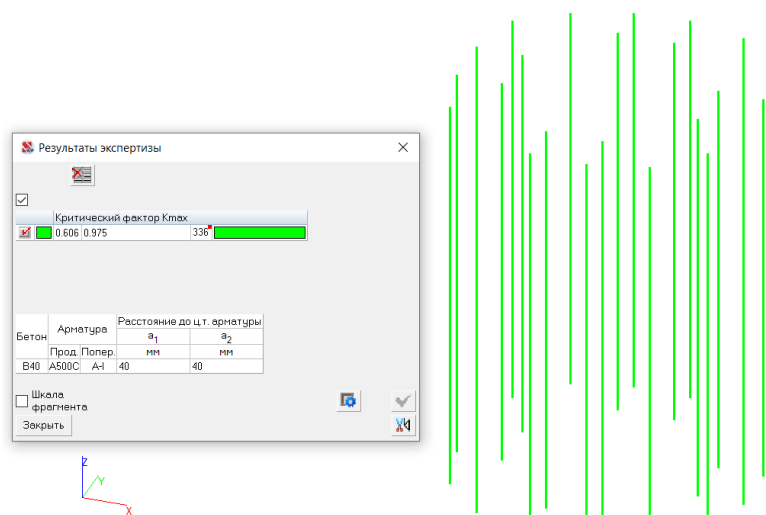 Результаты экспертизы
Критический фактор Kmax
0.606 0.975 336
Бетон Арматура Расстояние до ц.т. арматуры
a1 a2
Прод. Попер. мм мм
B40 A500C A-I 40 40
Шкала
фрагмента
Закрыть
Z
Y
X